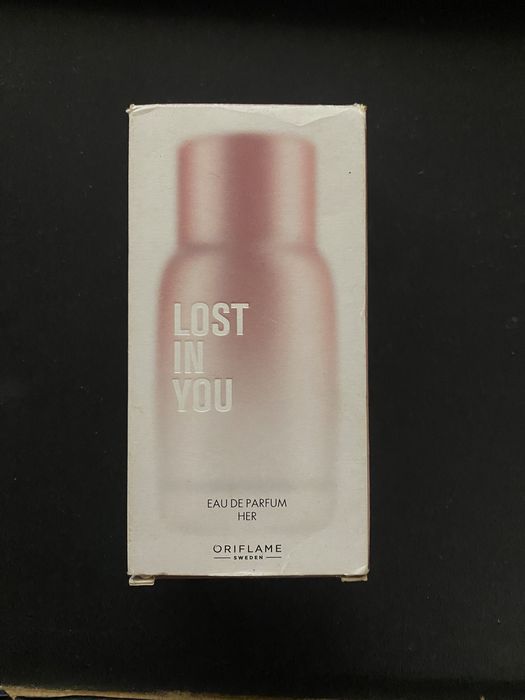 LOST
IN
YOU
EAU DE PARFUM
HER
ORIFLAME
SWEDEN